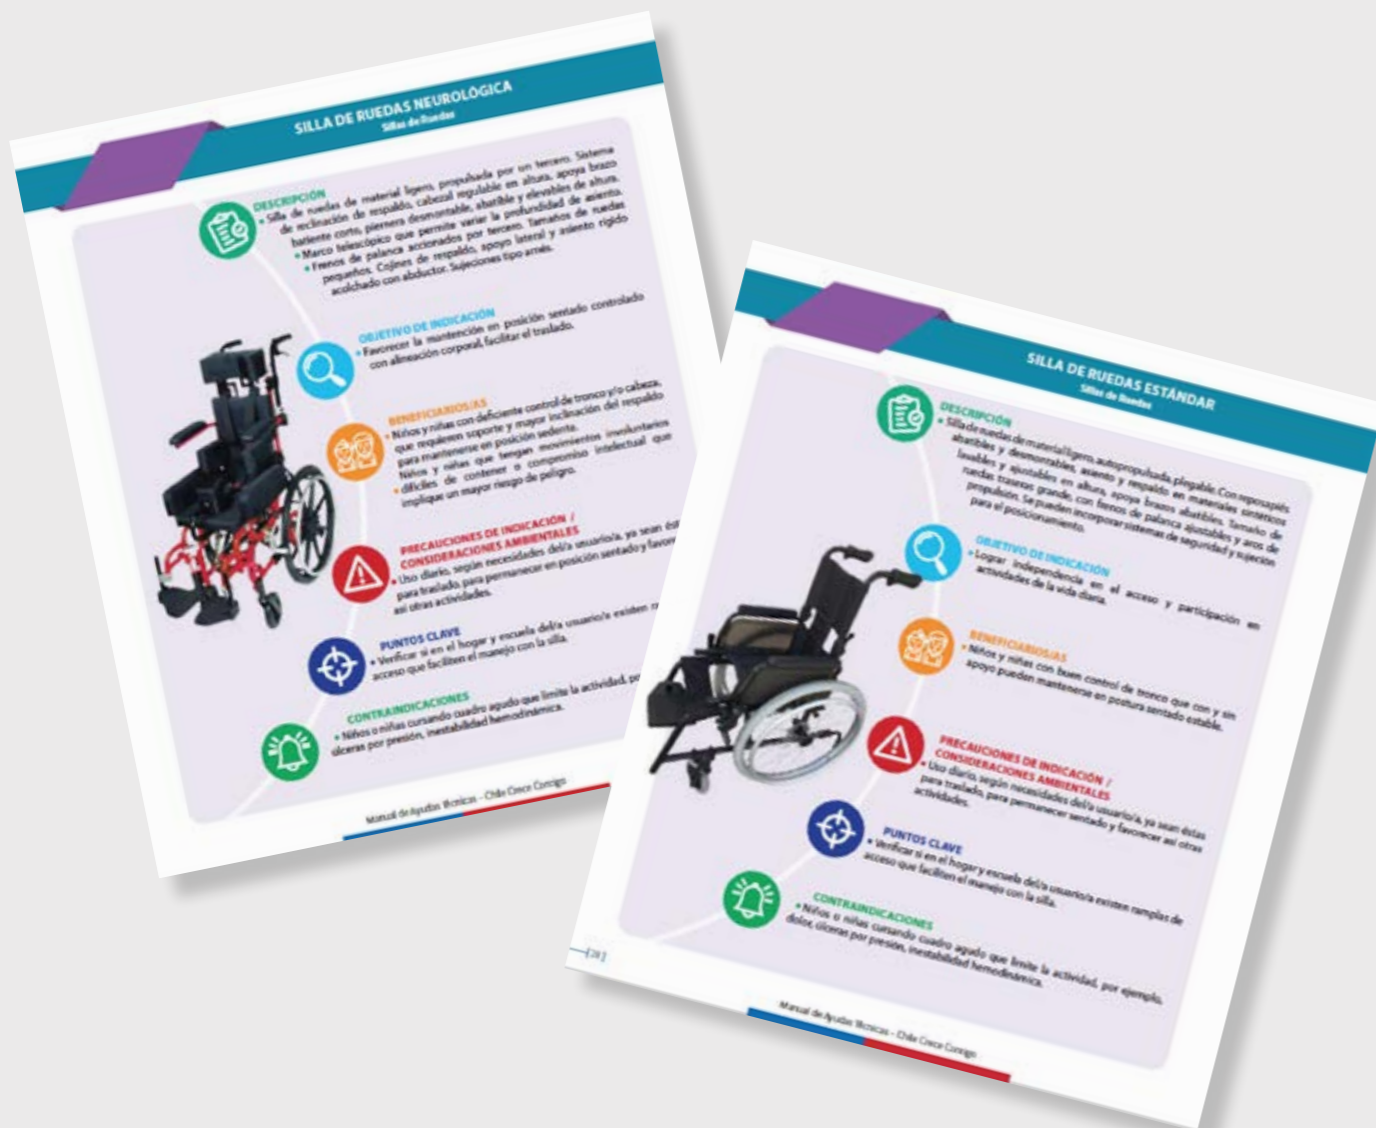 SILLA DE RUEDAS NEUROLÓGICA
Sillas de Ruedas
DESCRIPCIÓN
• Silla de ruedas de material ligero, propulsada por un tercero. Sistema
de reclinación de respaldo, cabezal regulable en altura, apoya brazo
batiente corto, piernera desmontable, abatible y elevables de altura.
• Marco telescópico que permite variar la profundidad de asiento.
• Frenos de palanca accionados por tercero. Tamaños de ruedas
pequeños. Cojines de respaldo, apoyo lateral y asiento rígido
acolchado con abductor. Sujeciones tipo arnés.
OBJETIVO DE INDICACIÓN
• Favorecer la mantención en posición sentado controlado
con alineación corporal, facilitar el traslado.
BENEFICIARIOS/AS
• Niños y niñas con deficiente control de tronco y/o cabeza,
que requieren soporte y mayor inclinación del respaldo
para mantenerse en posición sedente.
Niños y niñas que tengan movimientos involuntarios
• difíciles de contener o compromiso intelectual que
implique un mayor riesgo de peligro.
PRECAUCIONES DE INDICACIÓN /
CONSIDERACIONES AMBIENTALES
• Uso diario, según necesidades del/a usuario/a, ya sean
para traslado, para permanecer en posición sentado y
así otras actividades.
PUNTOS CLAVE
• Verificar si en el hogar y escuela del/a usuario/a existen
acceso que faciliten el manejo con la silla.
CONTRAINDICACIONES
• Niños o niñas cursando cuadro agudo que limite la actividad,
úlceras por presión, inestabilidad hemodinámica.
Manual de Ayudas Técnicas - Chile Crece Contigo
SILLA DE RUEDAS ESTÁNDAR
Sillas de Ruedas
DESCRIPCIÓN
• Silla de ruedas de material ligero, autopropulsada, plegable. Con reposapiés
abatibles y desmontables, asiento y respaldo en materiales sintéticos
lavables y ajustables en altura, apoya brazos abatibles. Tamaño de
ruedas traseras grande, con frenos de palanca ajustables y aros de
propulsión. Se pueden incorporar sistemas de seguridad y sujeción
para el posicionamiento.
OBJETIVO DE INDICACIÓN
• Lograr independencia en el acceso y participación en
actividades de la vida diaria.
BENEFICIARIOS/AS
• Niños y niñas con buen control de tronco que con y sin
apoyo puedan mantenerse en postura sentado estable.
PRECAUCIONES DE INDICACIÓN /
CONSIDERACIONES AMBIENTALES
• Uso diario, según necesidades del/a usuario/a, ya sean éstas
para traslado, para permanecer sentado y favorecer así otras
actividades.
PUNTOS CLAVE
• Verificar si en el hogar y escuela del/a usuario/a existen rampas de
acceso que faciliten el manejo con la silla.
CONTRAINDICACIONES
• Niños o niñas cursando cuadro agudo que limite la actividad, por ejemplo,
dolor, úlceras por presión, inestabilidad hemodinámica.
Manual de Ayudas Técnicas - Chile Crece Contigo